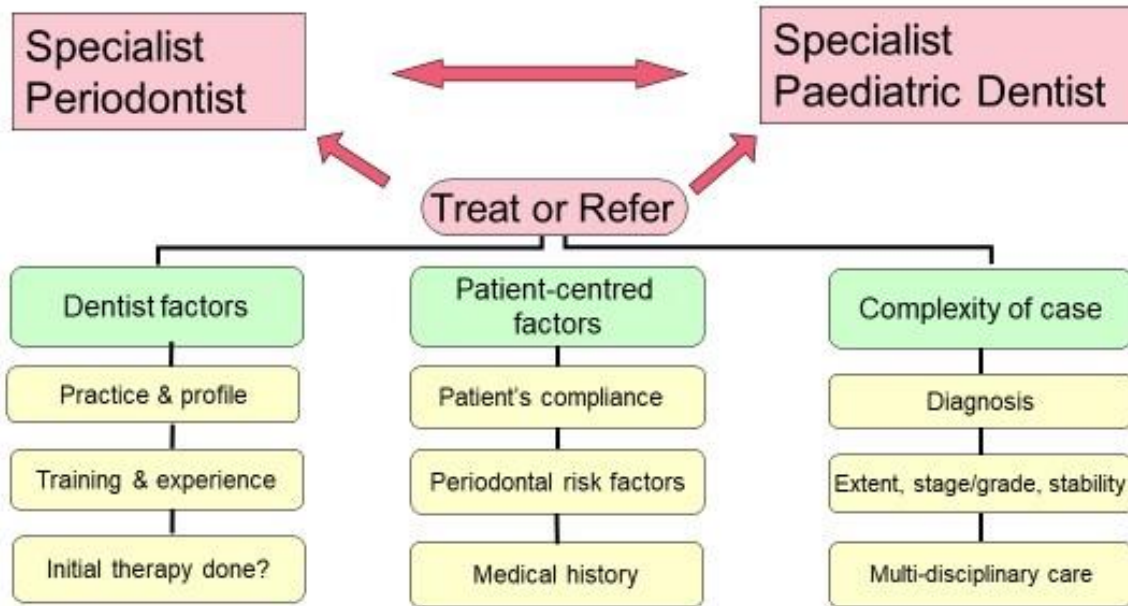 Specialist
Periodontist
Specialist
Paediatric Dentist
Treat or Refer
Dentist factors
Patient-centred
factors
Complexity of case
Practice & profile
Patient's compliance
Diagnosis
Training & experience
Periodontal risk factors
Extent, stage/grade, stability
Initial therapy done?
Medical history
Multi-disciplinary care